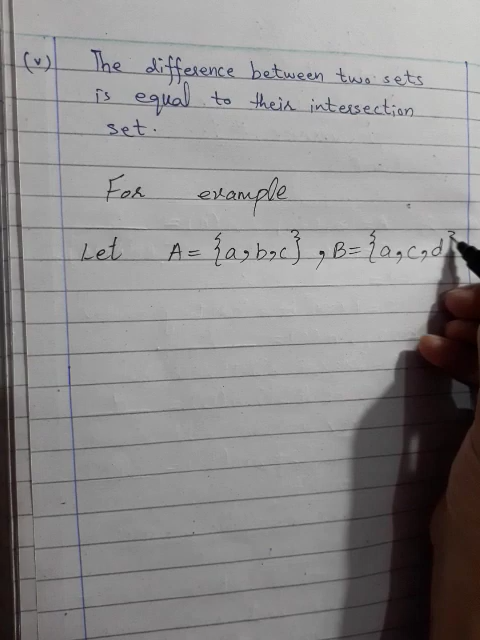 (v) The difference between two sets
is equal to their intersection
set.
For example
Let A = {a,b,c} , B = {a,c,d}